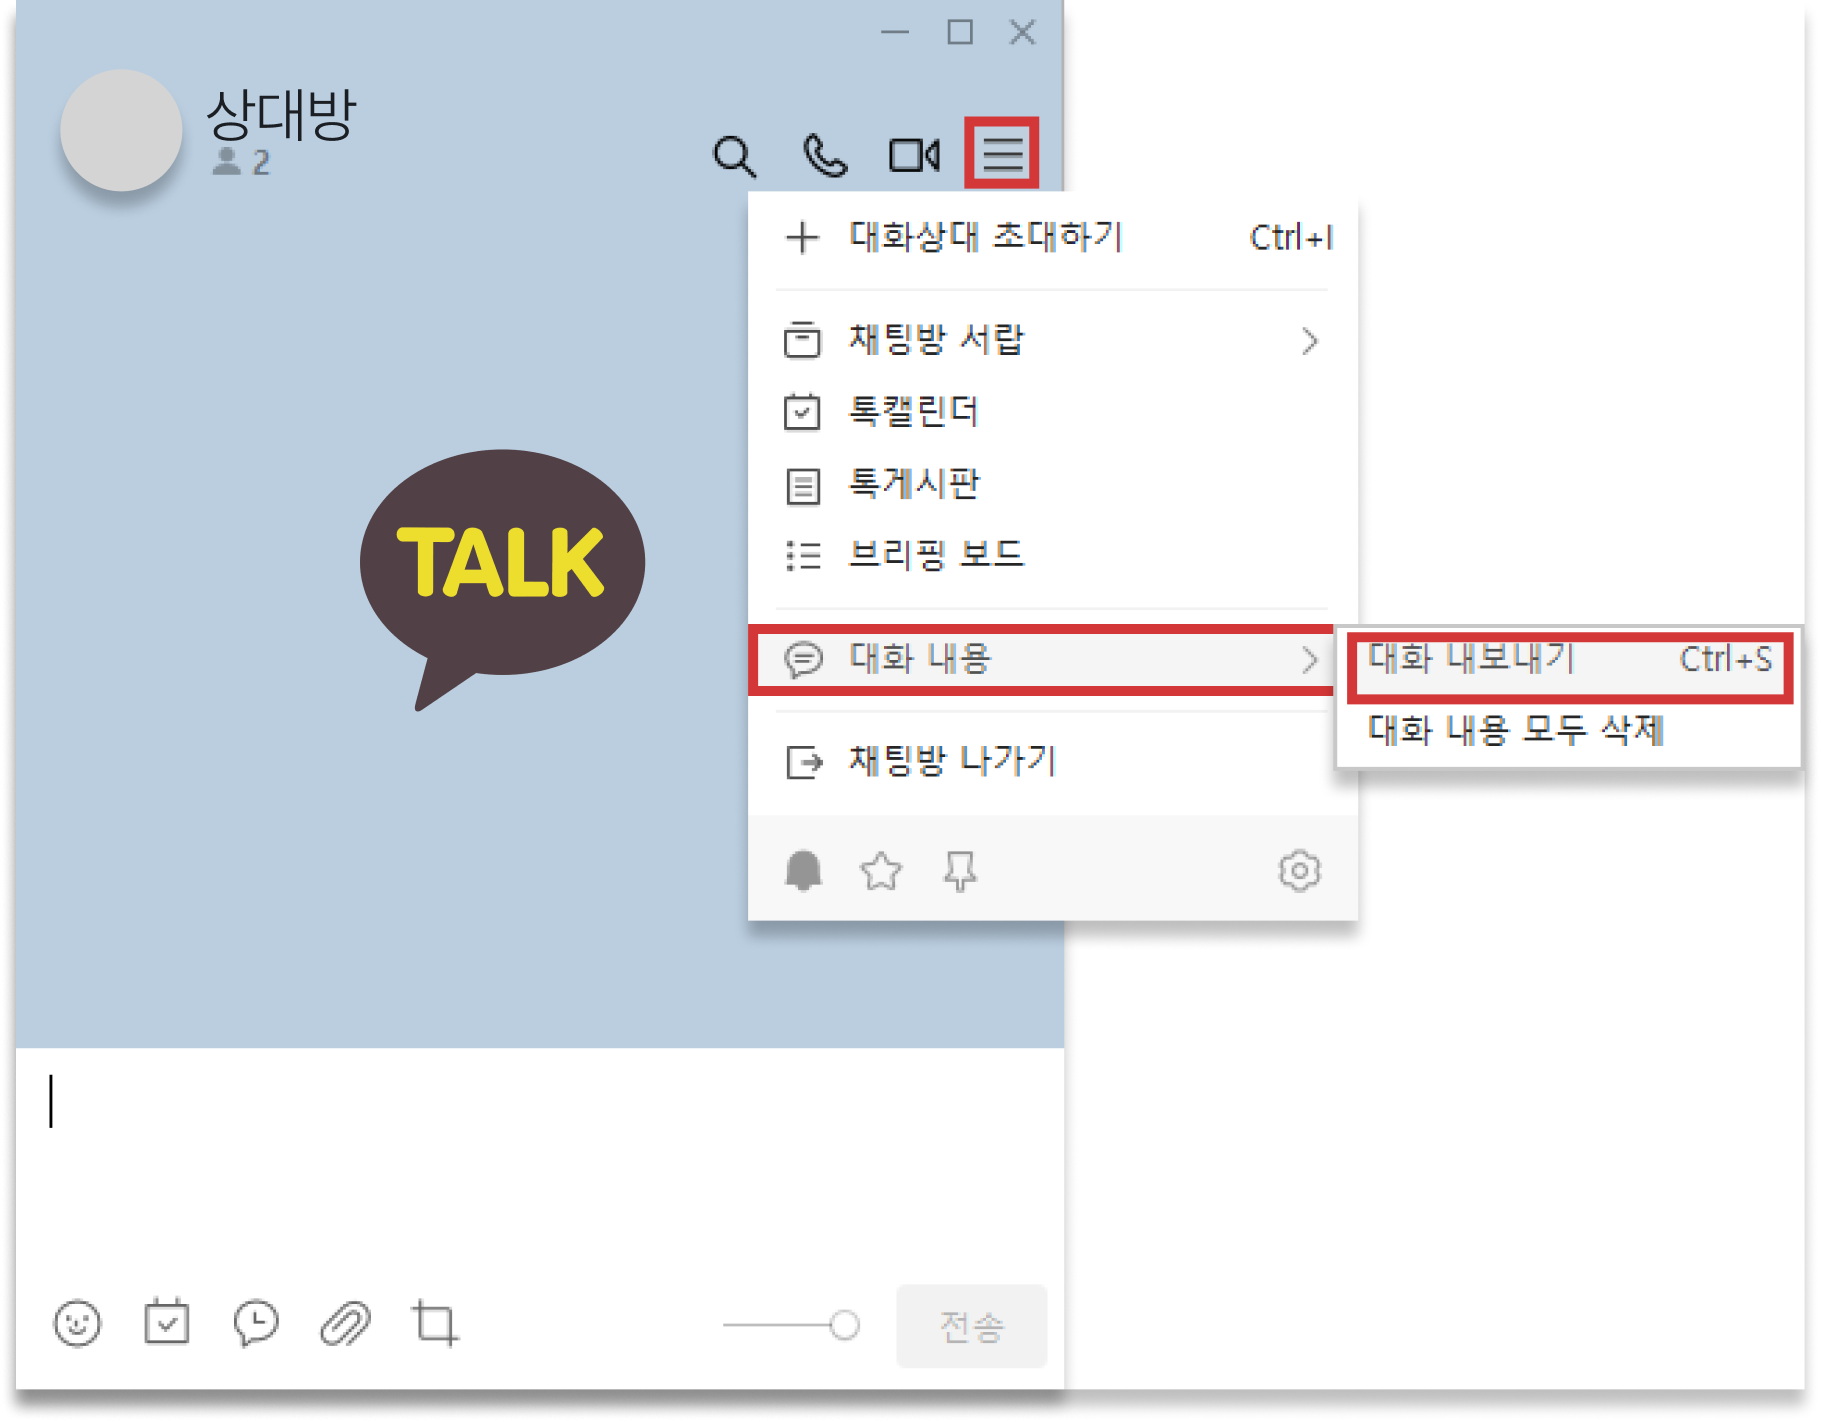 상대방
2
대화상대 초대하기 Ctrl+I
채팅방 서랍
톡캘린더
톡게시판
브리핑 보드
TALK
대화 내용
대화 내보내기 Ctrl+S
대화 내용 모두 삭제
채팅방 나가기
전송